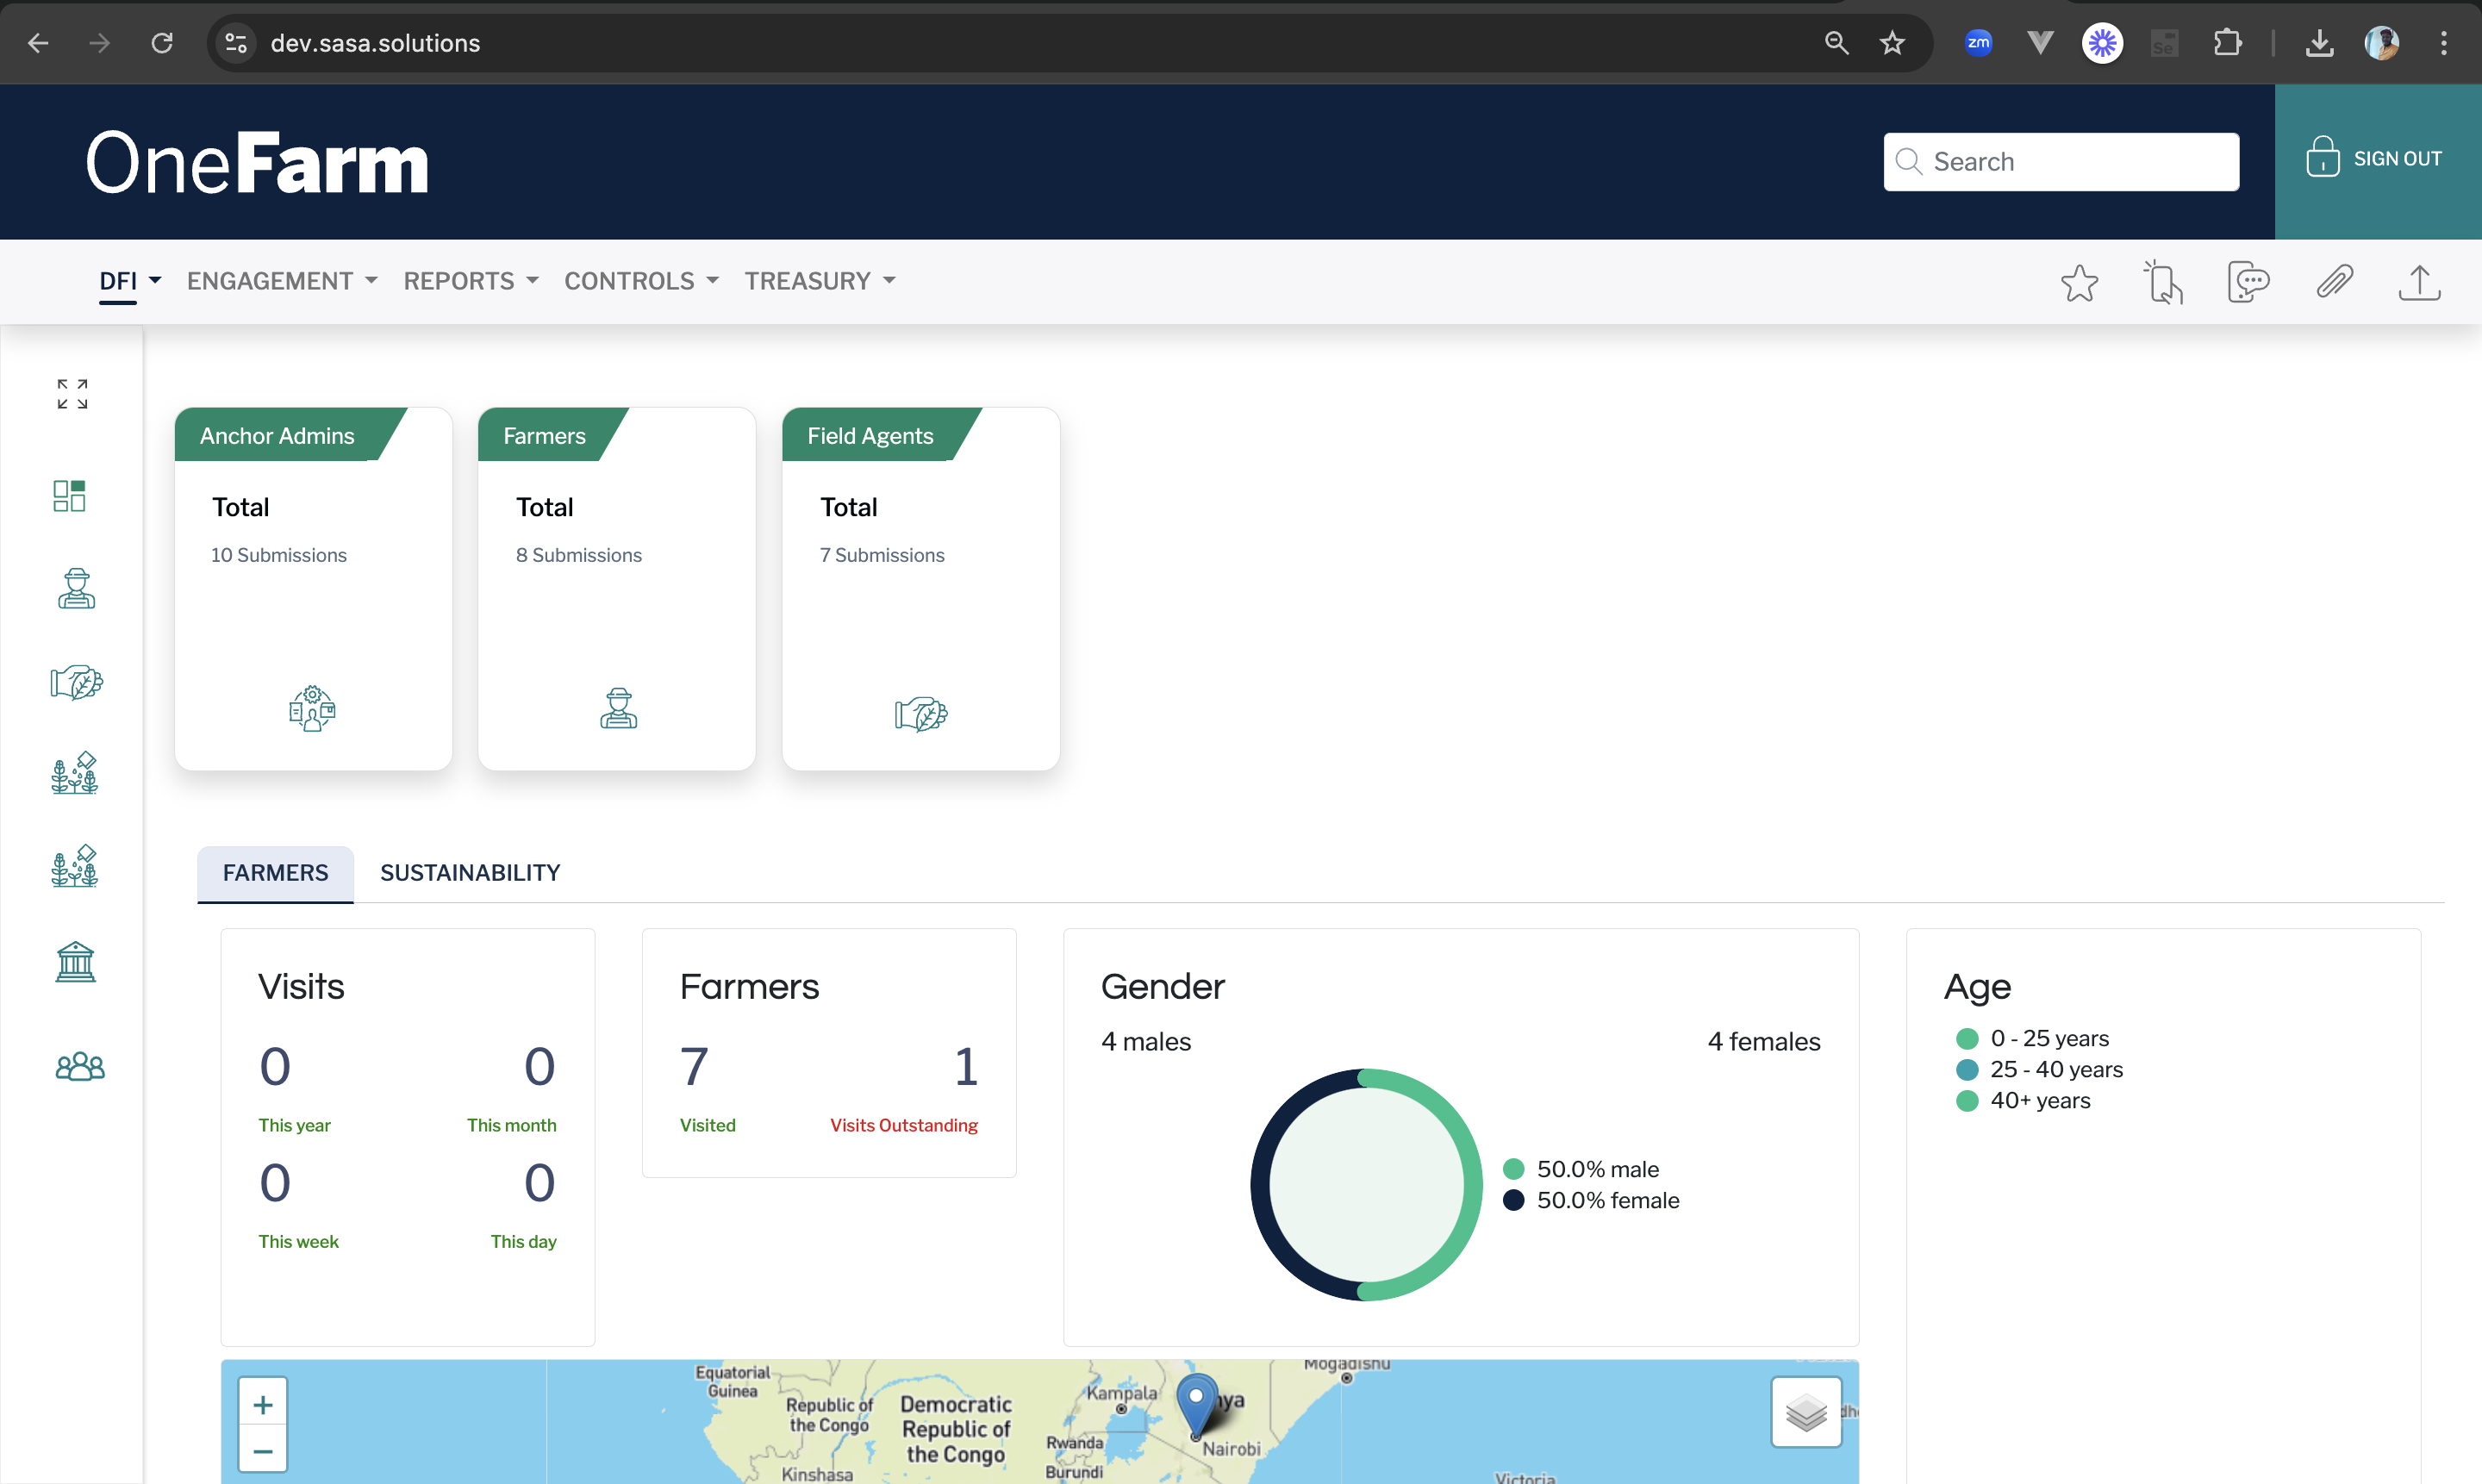 dev.sasa.solutions
zm
Se
OneFarm
Search
SIGN OUT
DFI
ENGAGEMENT
REPORTS
CONTROLS
TREASURY
Anchor Admins
Total
10 Submissions
Farmers
Total
8 Submissions
Field Agents
Total
7 Submissions
FARMERS
SUSTAINABILITY
Visits
0
0
This year
This month
0
0
This week
This day
Farmers
7
1
Visited
Visits Outstanding
Gender
4 males
4 females
50.0% male
50.0% female
Age
0 - 25 years
25 - 40 years
40+ years
+
−
Equatorial
Guinea
Republic of
the Congo
Democratic
Republic of
the Congo
Kinshasa
Kampala
Rwanda
Burundi
Nairobi
Mogadishu
Victoria